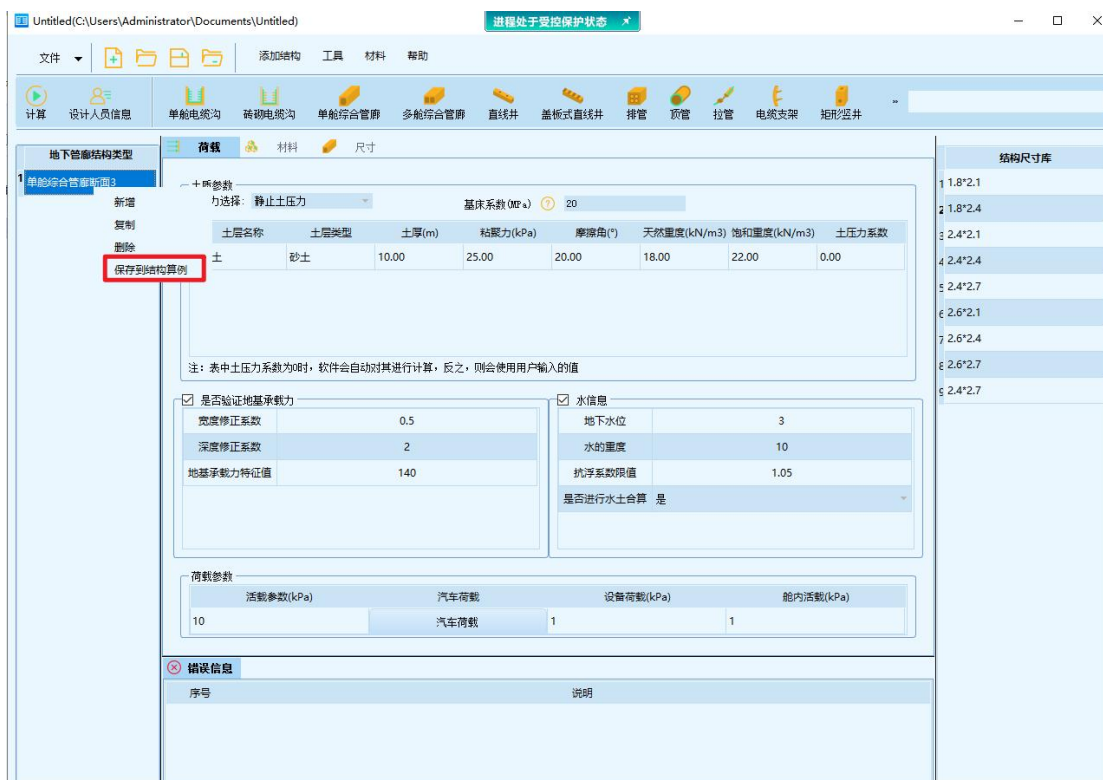 Untitled(C:\Users\Administrator\Documents\Untitled)
进程处于受控保护状态
文件 添加结构 工具 材料 帮助
计算 设计人员信息 单舱电缆沟 砖砌电缆沟 单舱综合管廊 多舱综合管廊 直线井 盖板式直线井 排管 顶管 拉管 电缆支架 矩形竖井 »
地下管廊结构类型
1 单舱综合管廊断面3
新增
复制
删除
保存到结构算例
荷载 材料 尺寸
土质参数
力选择: 静止土压力 基床系数(MPa) ? 20
土层名称 土层类型 土厚(m) 粘聚力(kPa) 摩擦角(°) 天然重度(kN/m3) 饱和重度(kN/m3) 土压力系数
土 砂土 10.00 25.00 20.00 18.00 22.00 0.00
注: 表中土压力系数为0时, 软件会自动对其进行计算, 反之, 则会使用用户输入的值
是否验证地基承载力
宽度修正系数 0.5
深度修正系数 2
地基承载力特征值 140
水信息
地下水位 3
水的重度 10
抗浮系数限值 1.05
是否进行水土合算 是
荷载参数
活载参数(kPa) 汽车荷载 设备荷载(kPa) 舱内活载(kPa)
10 汽车荷载 1 1
错误信息
序号 说明
结构尺寸库
1 1.8*2.1
2 1.8*2.4
3 2.4*2.1
4 2.4*2.4
5 2.4*2.7
6 2.6*2.1
7 2.6*2.4
8 2.6*2.7
9 2.4*2.7